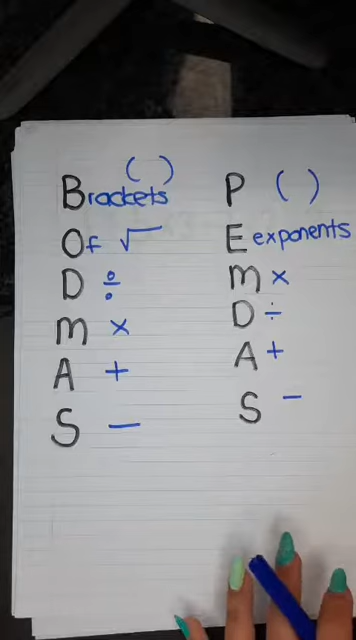 Brackets ( )
Of √
D ÷
M ×
A +
S −
P ( )
E exponents
M ×
D ÷
A +
S −